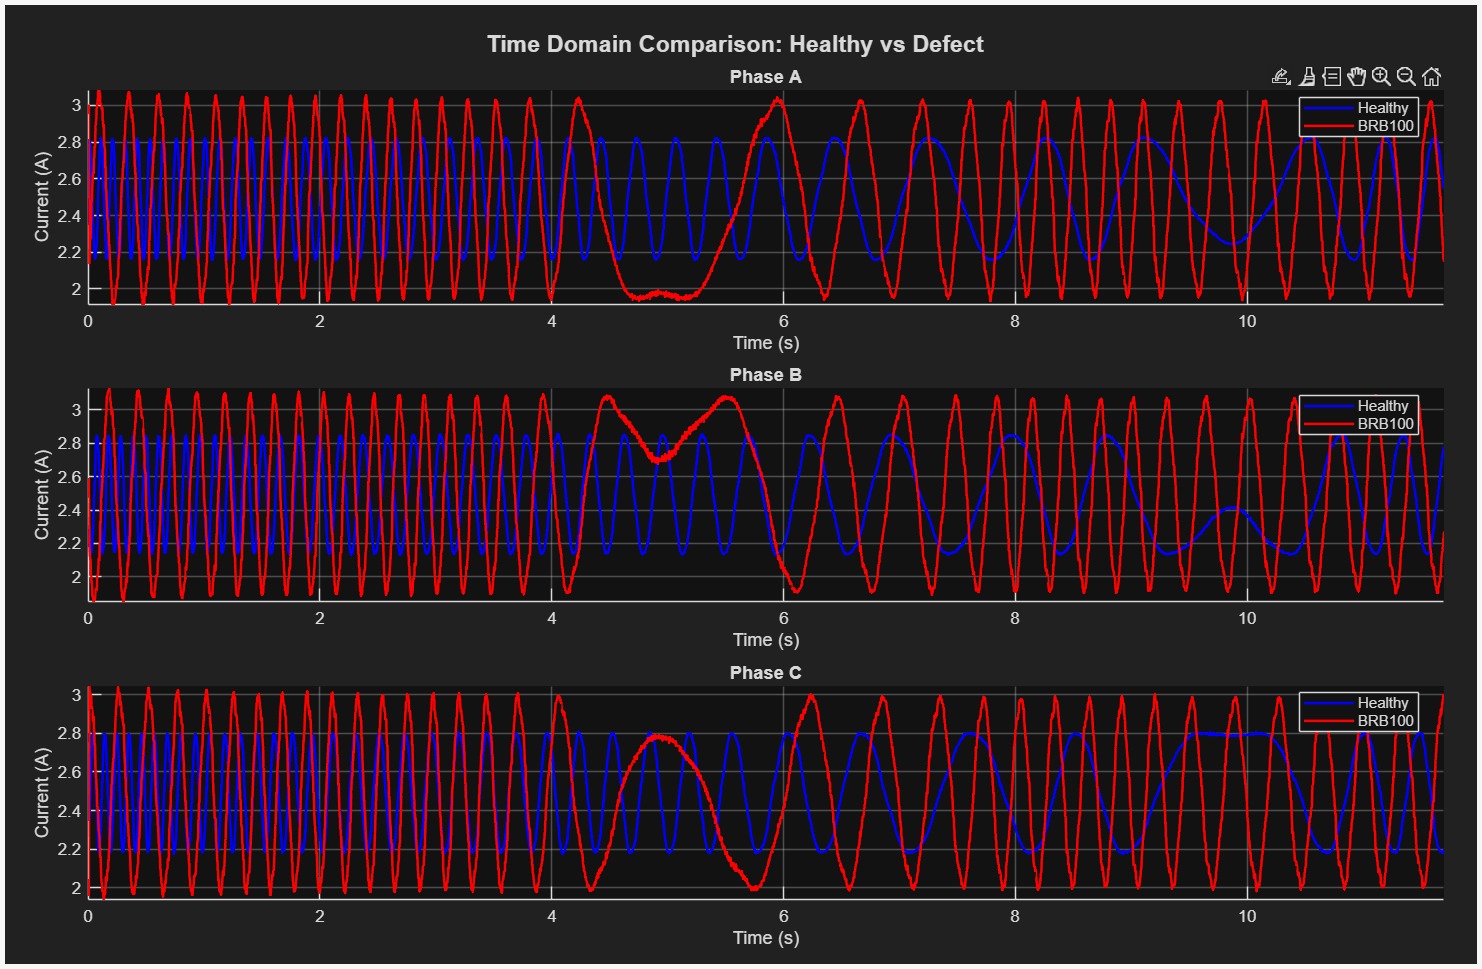 Time Domain Comparison: Healthy vs Defect
Phase A
Current (A)
3
2.8
2.6
2.4
2.2
2
Healthy
BRB100
0 2 4 6 8 10
Time (s)
Phase B
Current (A)
3
2.8
2.6
2.4
2.2
2
Healthy
BRB100
0 2 4 6 8 10
Time (s)
Phase C
Current (A)
3
2.8
2.6
2.4
2.2
2
Healthy
BRB100
0 2 4 6 8 10
Time (s)